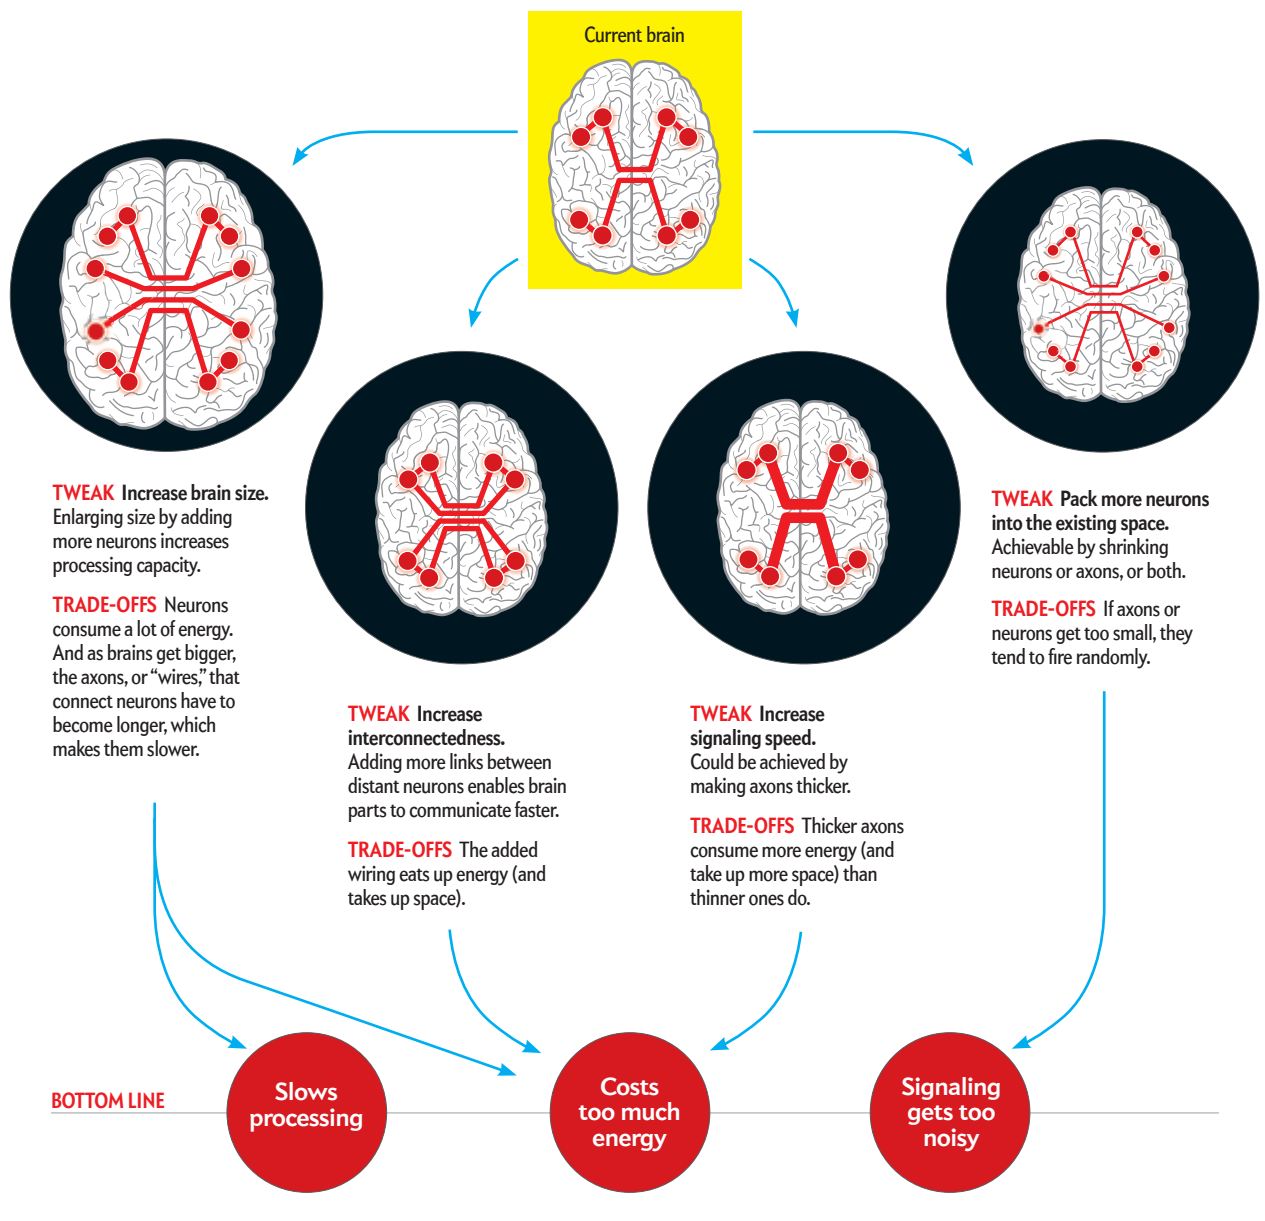 Current brain
TWEAK Increase brain size.
Enlarging size by adding
more neurons increases
processing capacity.
TRADE-OFFS Neurons
consume a lot of energy.
And as brains get bigger,
the axons, or “wires,” that
connect neurons have to
become longer, which
makes them slower.
TWEAK Increase
interconnectedness.
Adding more links between
distant neurons enables brain
parts to communicate faster.
TRADE-OFFS The added
wiring eats up energy (and
takes up space).
TWEAK Increase
signaling speed.
Could be achieved by
making axons thicker.
TRADE-OFFS Thicker axons
consume more energy (and
take up more space) than
thinner ones do.
TWEAK Pack more neurons
into the existing space.
Achievable by shrinking
neurons or axons, or both.
TRADE-OFFS If axons or
neurons get too small, they
tend to fire randomly.
BOTTOM LINE
Slows
processing
Costs
too much
energy
Signaling
gets too
noisy